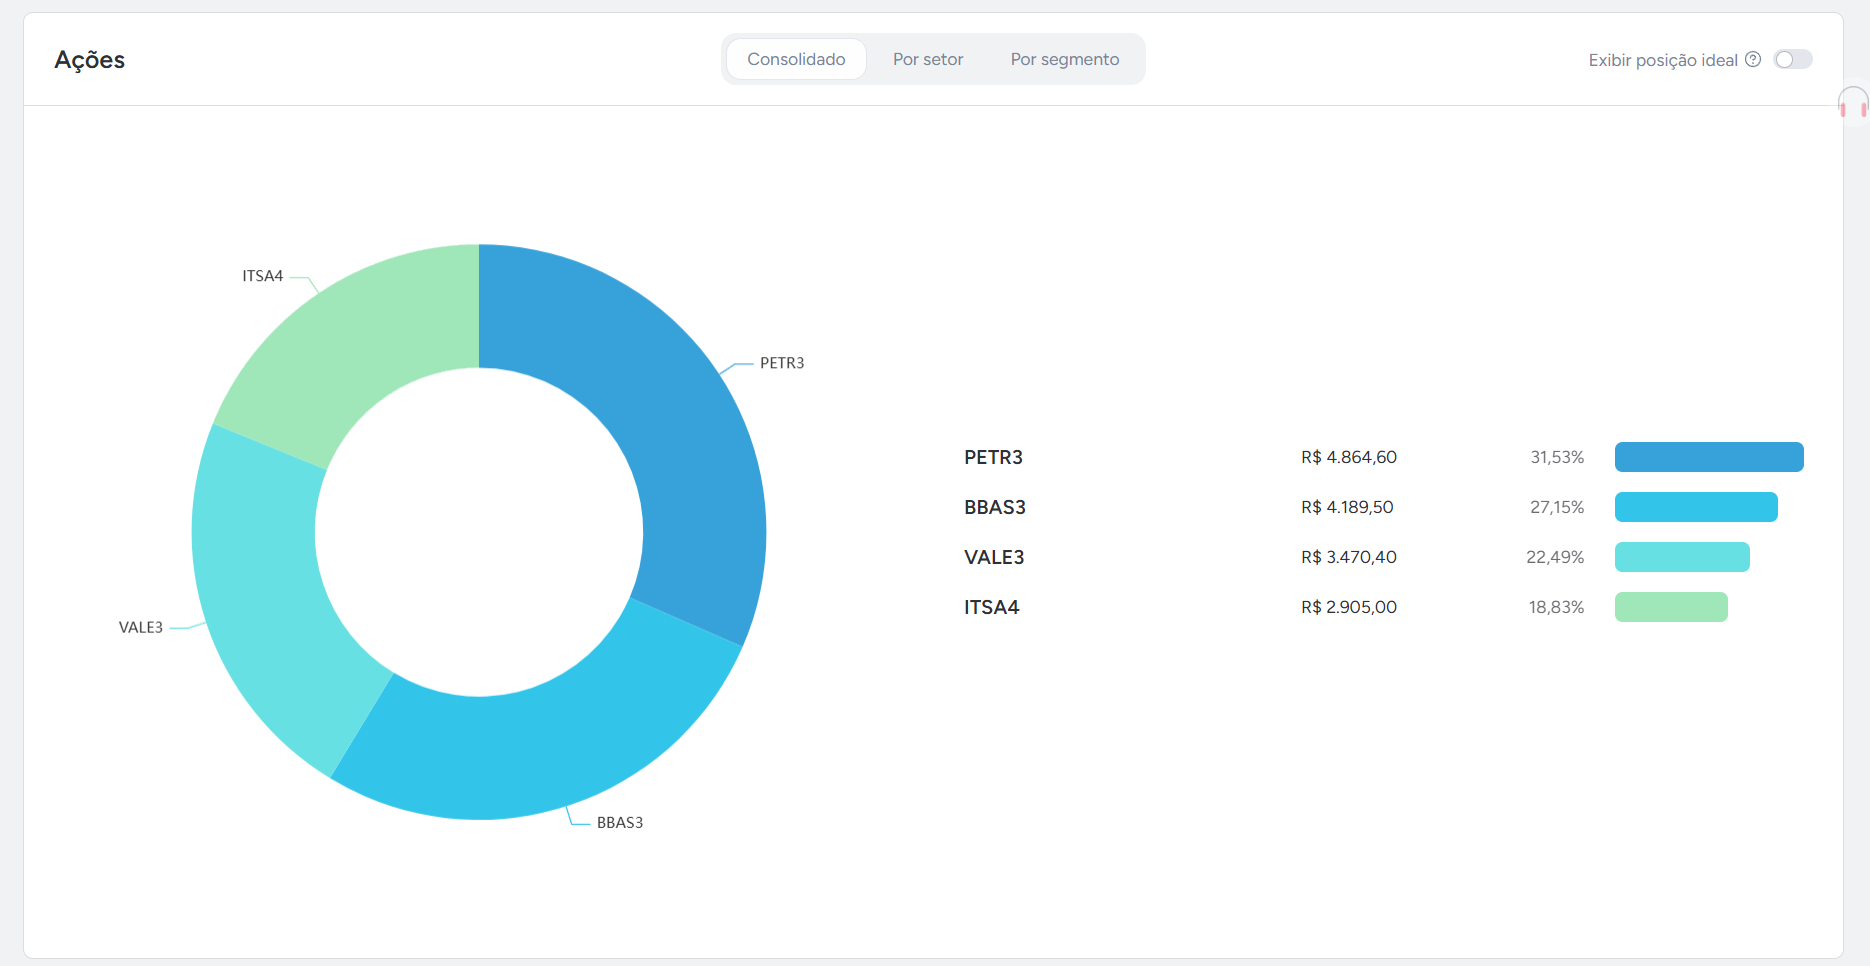 Ações
Consolidado
Por setor
Por segmento
Exibir posição ideal ?
ITSA4
PETR3
VALE3
BBAS3
PETR3 R$ 4.864,60 31,53%
BBAS3 R$ 4.189,50 27,15%
VALE3 R$ 3.470,40 22,49%
ITSA4 R$ 2.905,00 18,83%